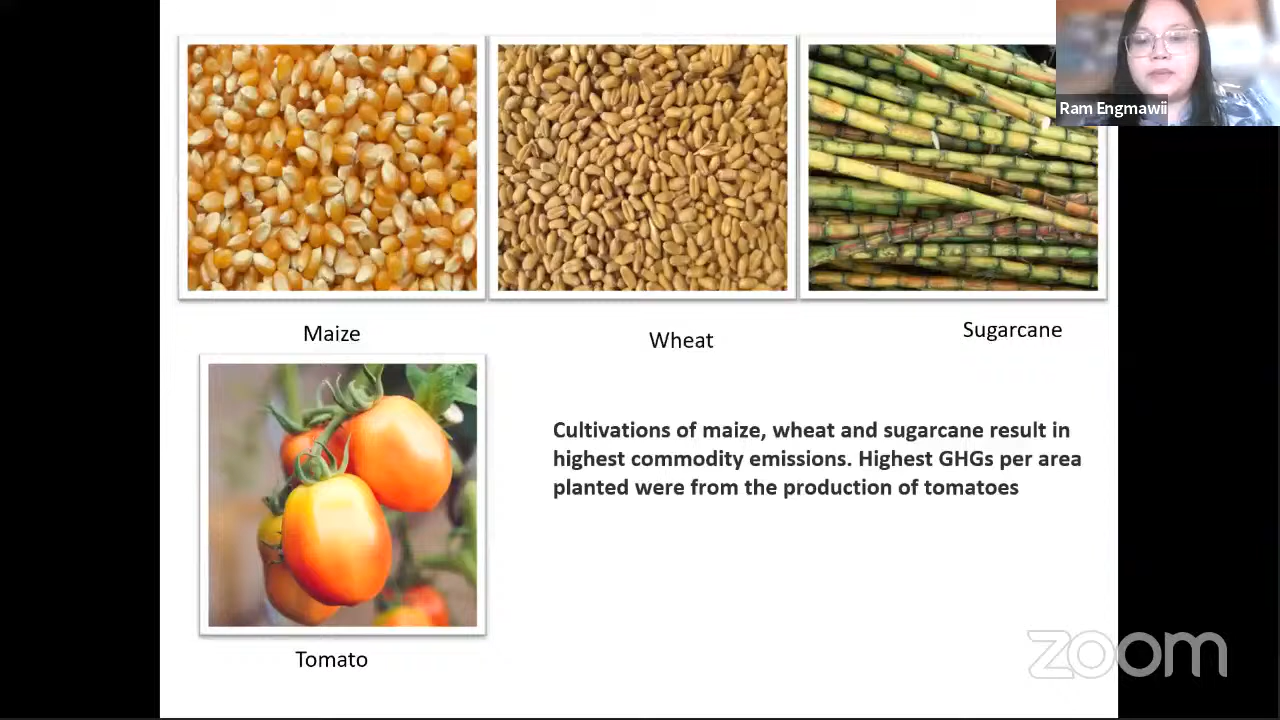 Ram Engmawii
Maize
Wheat
Sugarcane
Cultivations of maize, wheat and sugarcane result in
highest commodity emissions. Highest GHGs per area
planted were from the production of tomatoes
Tomato
zoom